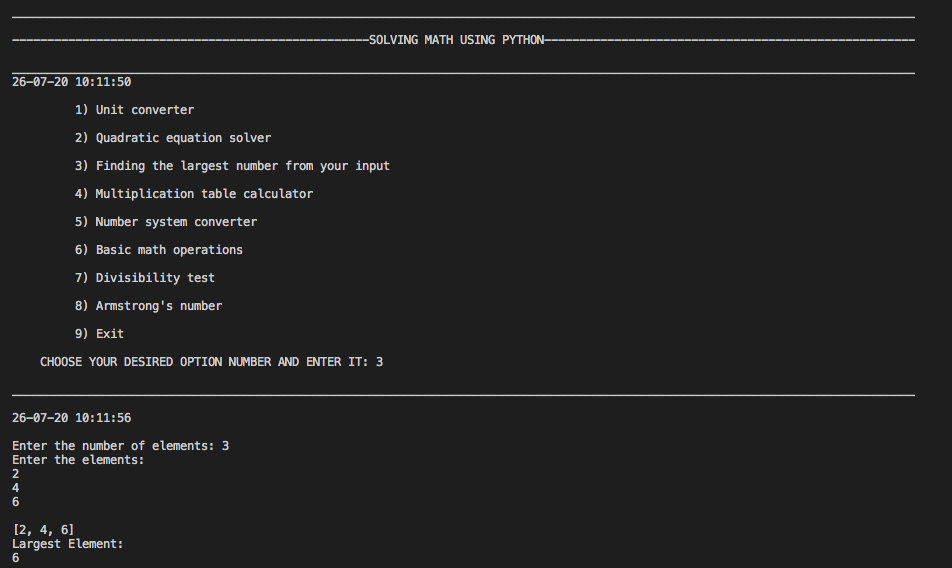 SOLVING MATH USING PYTHON
26-07-20 10:11:50
1) Unit converter
2) Quadratic equation solver
3) Finding the largest number from your input
4) Multiplication table calculator
5) Number system converter
6) Basic math operations
7) Divisibility test
8) Armstrong's number
9) Exit
CHOOSE YOUR DESIRED OPTION NUMBER AND ENTER IT: 3
26-07-20 10:11:56
Enter the number of elements: 3
Enter the elements:
2
4
6
[2, 4, 6]
Largest Element:
6